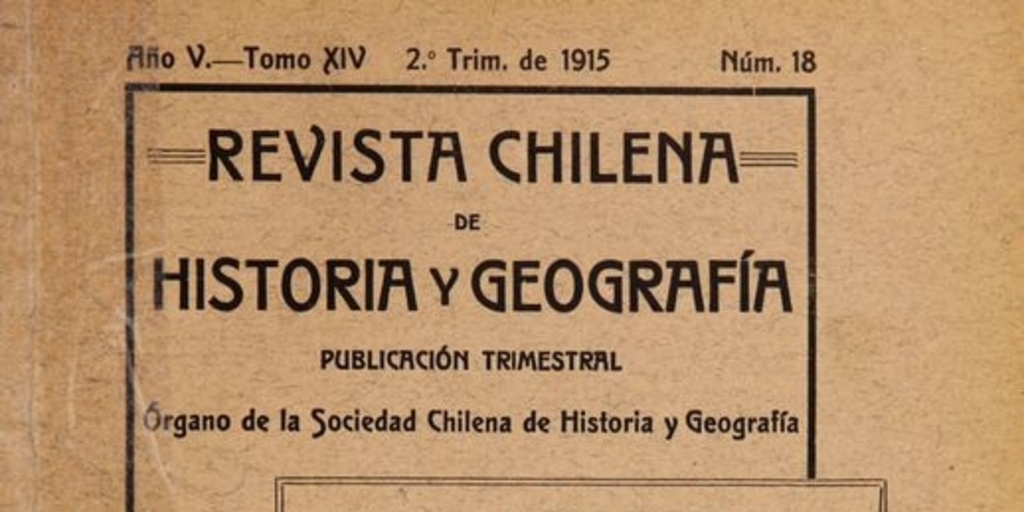 Año V.—Tomo XIV 2.° Trim. de 1915 Núm. 18
REVISTA CHILENA
DE
HISTORIA Y GEOGRAFÍA
PUBLICACIÓN TRIMESTRAL
Órgano de la Sociedad Chilena de Historia y Geografía